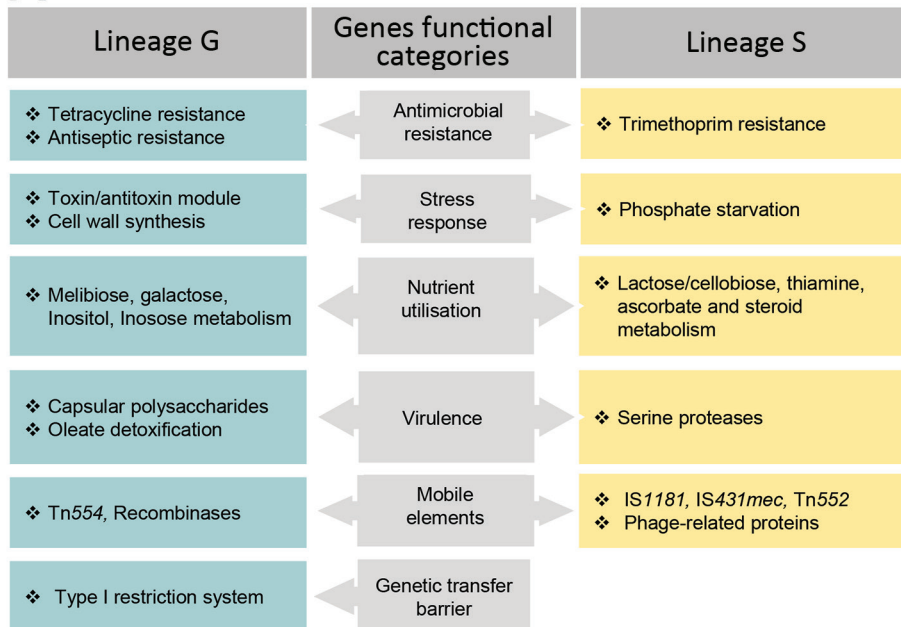 Lineage G
Genes functional
categories
Lineage S
❖ Tetracycline resistance
❖ Antiseptic resistance
Antimicrobial
resistance
❖ Trimethoprim resistance
❖ Toxin/antitoxin module
❖ Cell wall synthesis
Stress
response
❖ Phosphate starvation
❖ Melibiose, galactose,
Inositol, Inosose metabolism
Nutrient
utilisation
❖ Lactose/cellobiose, thiamine,
ascorbate and steroid
metabolism
❖ Capsular polysaccharides
❖ Oleate detoxification
Virulence
❖ Serine proteases
❖ Tn554, Recombinases
Mobile
elements
❖ IS1181, IS431mec, Tn552
❖ Phage-related proteins
❖ Type I restriction system
Genetic transfer
barrier